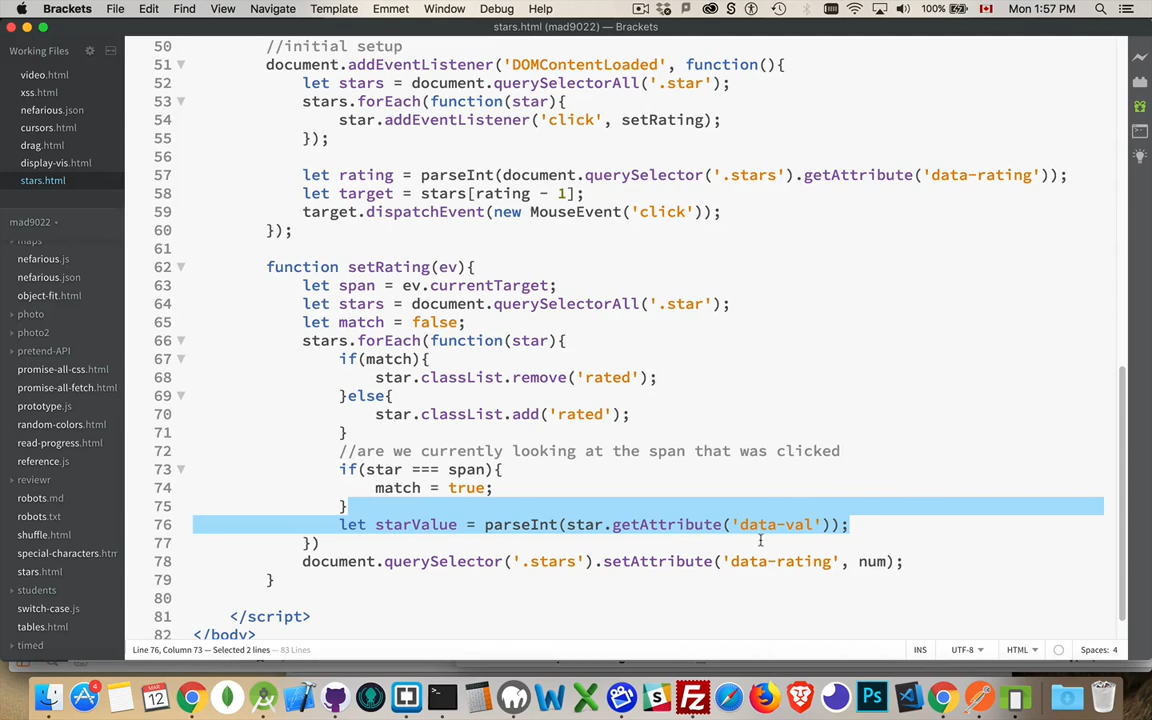 Brackets File Edit Find View Navigate Template Emmet Window Debug Help 100% Mon 1:57 PM
stars.html (mad9022) — Brackets
Working Files
video.html
xss.html
nefarious.json
cursors.html
drag.html
display-vis.html
stars.html
mad9022
maps
nefarious.js
nefarious.json
object-fit.html
photo
photo2
pretend-API
promise-all-css.html
promise-all-fetch.html
prototype.js
random-colors.html
read-progress.html
reference.js
reviewr
robots.md
robots.txt
shuffle.html
special-characters.htm
stars.html
students
switch-case.js
tables.html
timed
50 //initial setup
51 document.addEventListener('DOMContentLoaded', function(){
52 let stars = document.querySelectorAll('.star');
53 stars.forEach(function(star){
54 star.addEventListener('click', setRating);
55 });
56
57 let rating = parseInt(document.querySelector('.stars').getAttribute('data-rating'));
58 let target = stars[rating - 1];
59 target.dispatchEvent(new MouseEvent('click'));
60 });
61
62 function setRating(ev){
63 let span = ev.currentTarget;
64 let stars = document.querySelectorAll('.star');
65 let match = false;
66 stars.forEach(function(star){
67 if(match){
68 star.classList.remove('rated');
69 }else{
70 star.classList.add('rated');
71 }
72 //are we currently looking at the span that was clicked
73 if(star === span){
74 match = true;
75 }
76 let starValue = parseInt(star.getAttribute('data-val'));
77 })
78 document.querySelector('.stars').setAttribute('data-rating', num);
79 }
80
81 </script>
82 </body>
Line 76, Column 73 — Selected 2 lines — 83 Lines INS UTF-8 HTML Spaces: 4
4 MAR 12